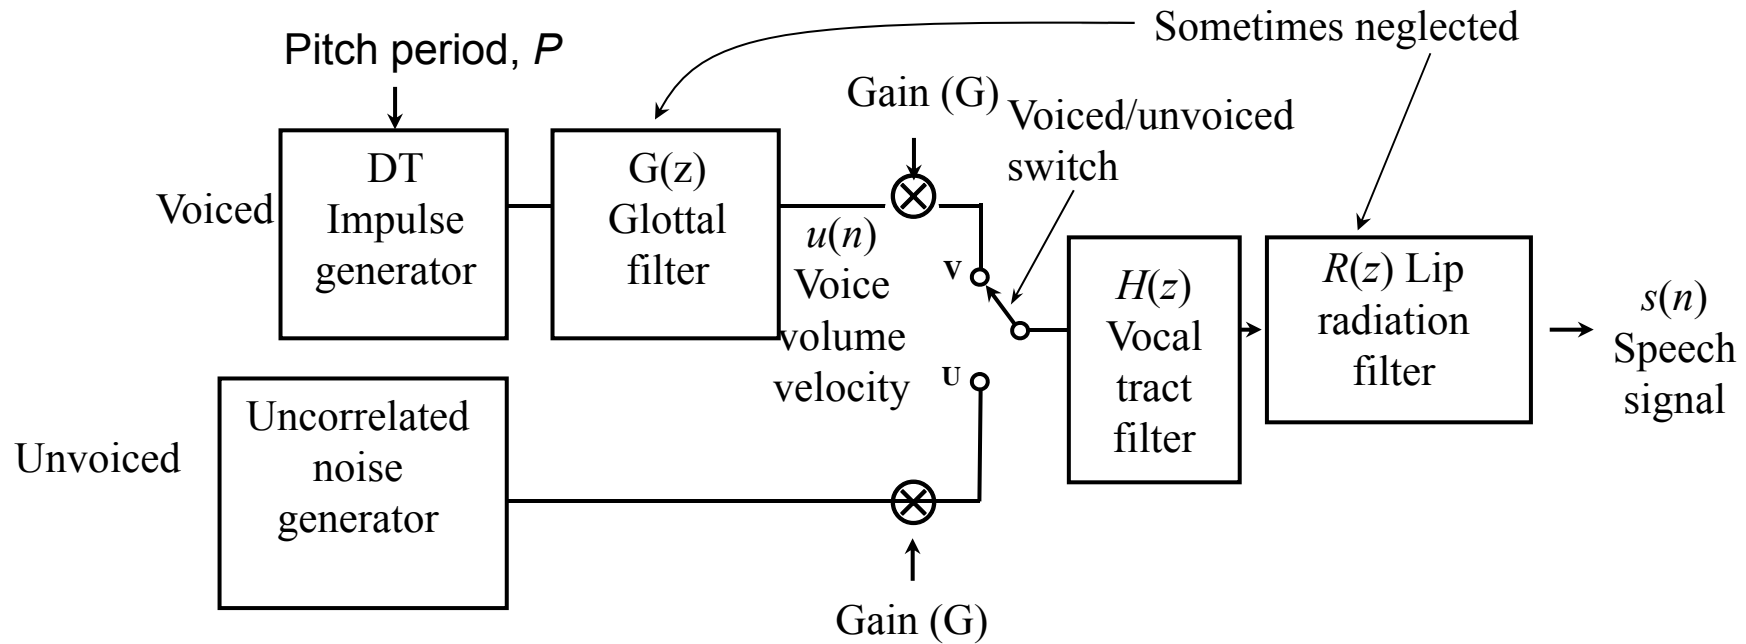 Sometimes neglected
Pitch period, P
Gain (G)
Voiced/unvoiced
switch
Voiced
DT
Impulse
generator
G(z)
Glottal
filter
u(n)
Voice
volume
velocity
V
U
H(z)
Vocal
tract
filter
R(z) Lip
radiation
filter
s(n)
Speech
signal
Unvoiced
Uncorrelated
noise
generator
Gain (G)